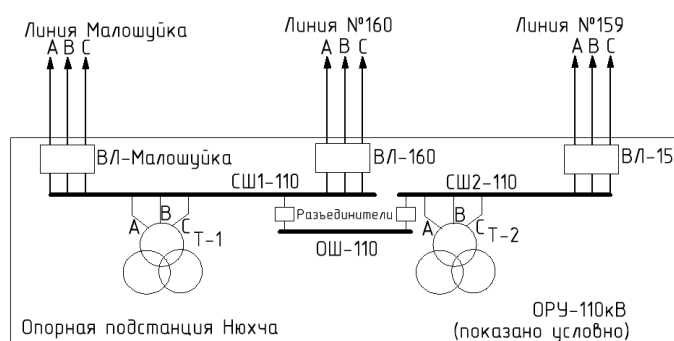 Линия Малошуйка
Линия №160
Линия №159
А В С
А В С
А В С
ВЛ-Малошуйка
ВЛ-160
ВЛ-15
СШ1-110
СШ2-110
Разъединители
А В С
А В С
Т-1
ОШ-110
Т-2
Опорная подстанция Нюхча
ОРУ-110кВ
(показано условно)